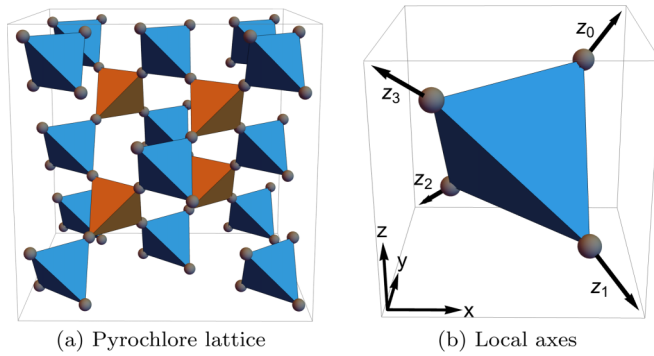 z0
z3
z2
z
y
x
z1
(a) Pyrochlore lattice
(b) Local axes